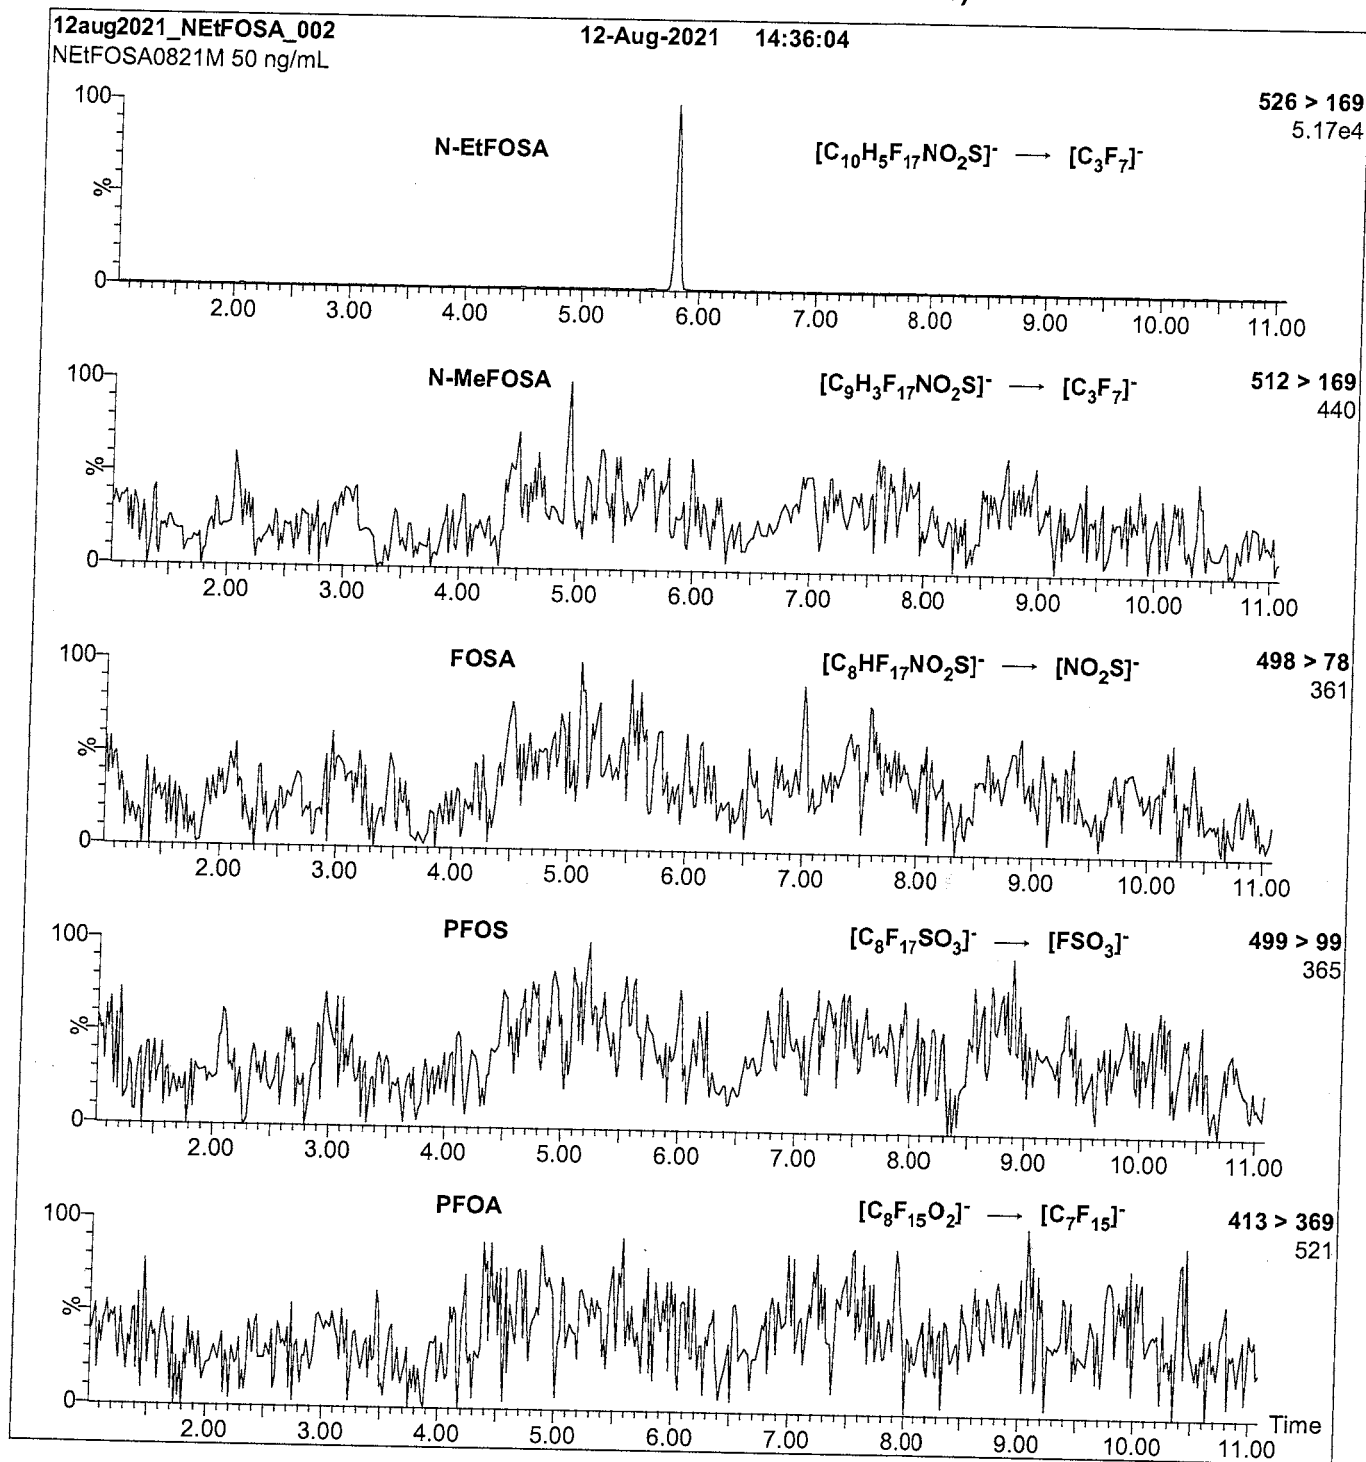 12aug2021_NEtFOSA_002 12-Aug-2021 14:36:04
NEtFOSA0821M 50 ng/mL
100 526 > 169
5.17e4
N-EtFOSA [C₁₀H₅F₁₇NO₂S]⁻ → [C₃F₇]⁻
%
0
2.00 3.00 4.00 5.00 6.00 7.00 8.00 9.00 10.00 11.00
100 N-MeFOSA [C₉H₃F₁₇NO₂S]⁻ → [C₃F₇]⁻ 512 > 169
440
%
0
2.00 3.00 4.00 5.00 6.00 7.00 8.00 9.00 10.00 11.00
100 FOSA [C₈HF₁₇NO₂S]⁻ → [NO₂S]⁻ 498 > 78
361
%
0
2.00 3.00 4.00 5.00 6.00 7.00 8.00 9.00 10.00 11.00
100 PFOS [C₈F₁₇SO₃]⁻ → [FSO₃]⁻ 499 > 99
365
%
0
2.00 3.00 4.00 5.00 6.00 7.00 8.00 9.00 10.00 11.00
100 PFOA [C₈F₁₅O₂]⁻ → [C₇F₁₅]⁻ 413 > 369
521
%
0 Time
2.00 3.00 4.00 5.00 6.00 7.00 8.00 9.00 10.00 11.00